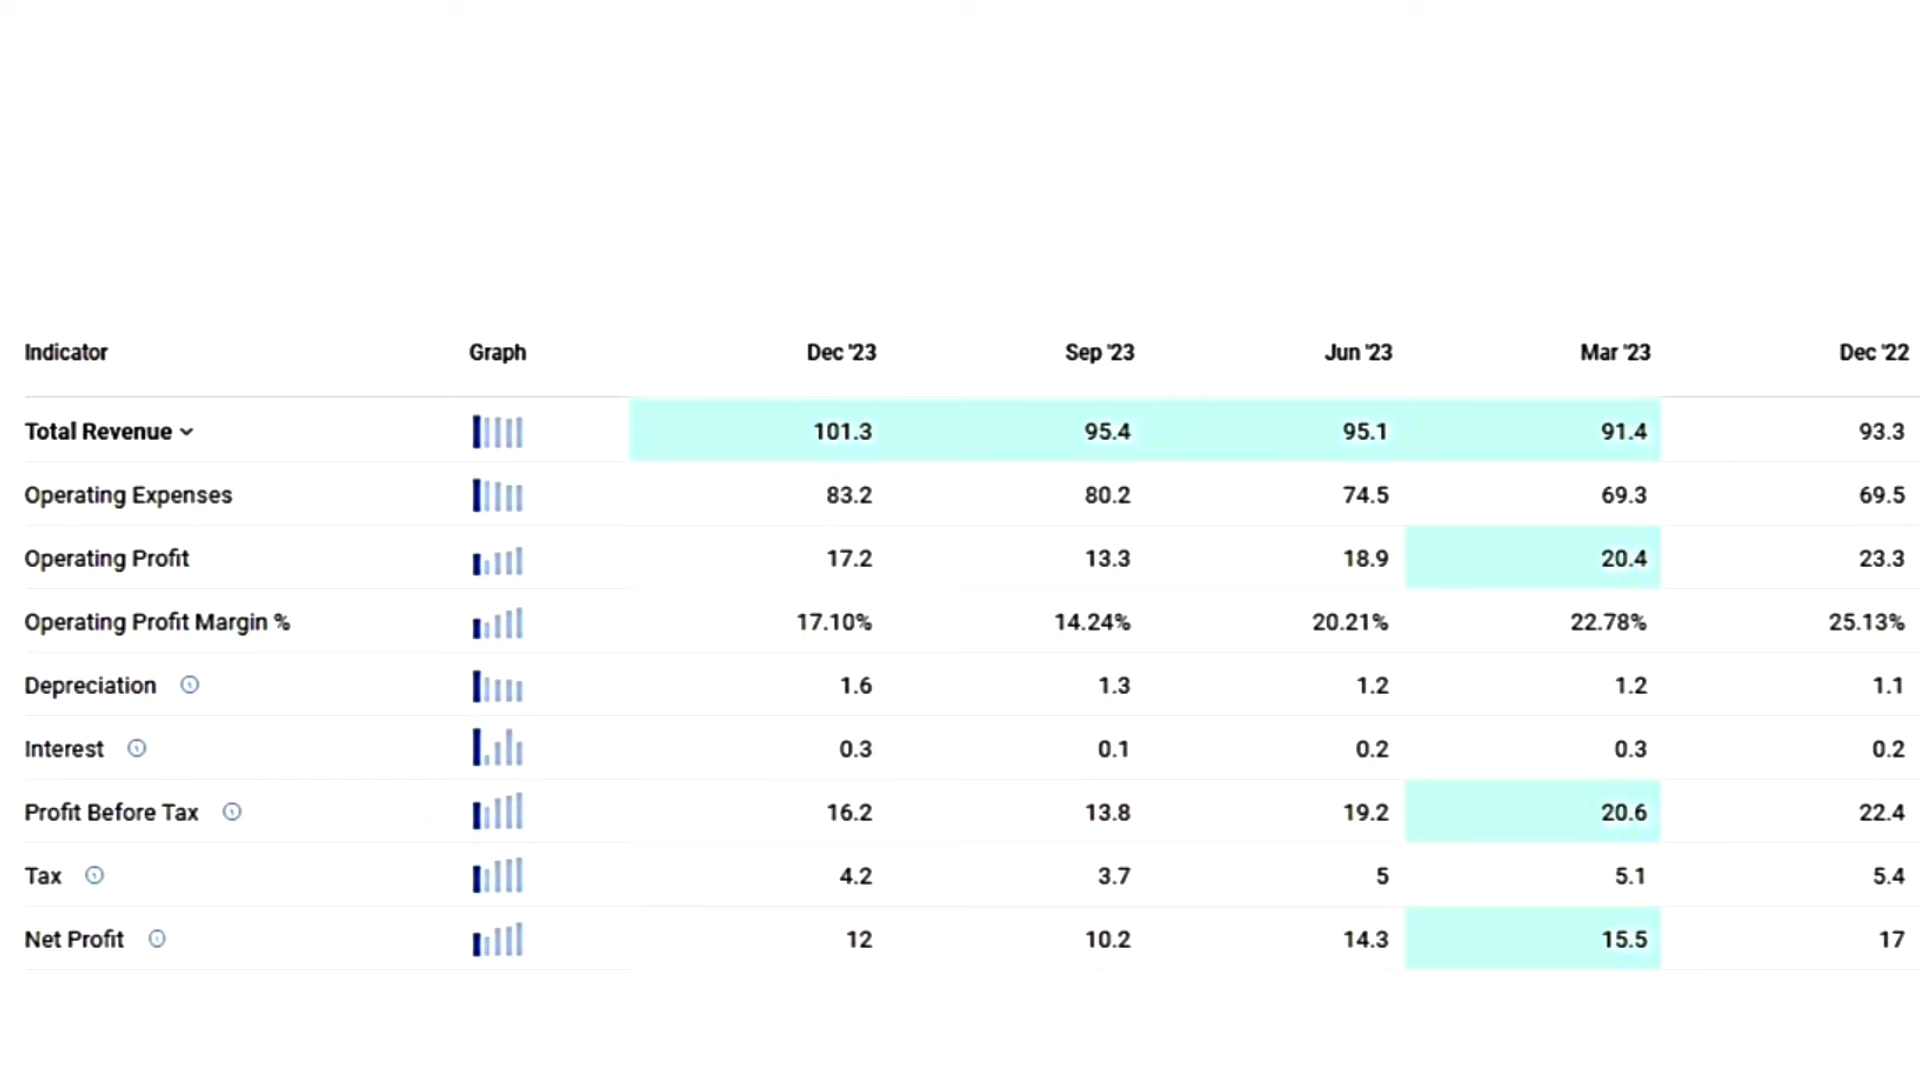 Indicator Graph Dec '23 Sep '23 Jun '23 Mar '23 Dec '22
Total Revenue 101.3 95.4 95.1 91.4 93.3
Operating Expenses 83.2 80.2 74.5 69.3 69.5
Operating Profit 17.2 13.3 18.9 20.4 23.3
Operating Profit Margin % 17.10% 14.24% 20.21% 22.78% 25.13%
Depreciation 1.6 1.3 1.2 1.2 1.1
Interest 0.3 0.1 0.2 0.3 0.2
Profit Before Tax 16.2 13.8 19.2 20.6 22.4
Tax 4.2 3.7 5 5.1 5.4
Net Profit 12 10.2 14.3 15.5 17